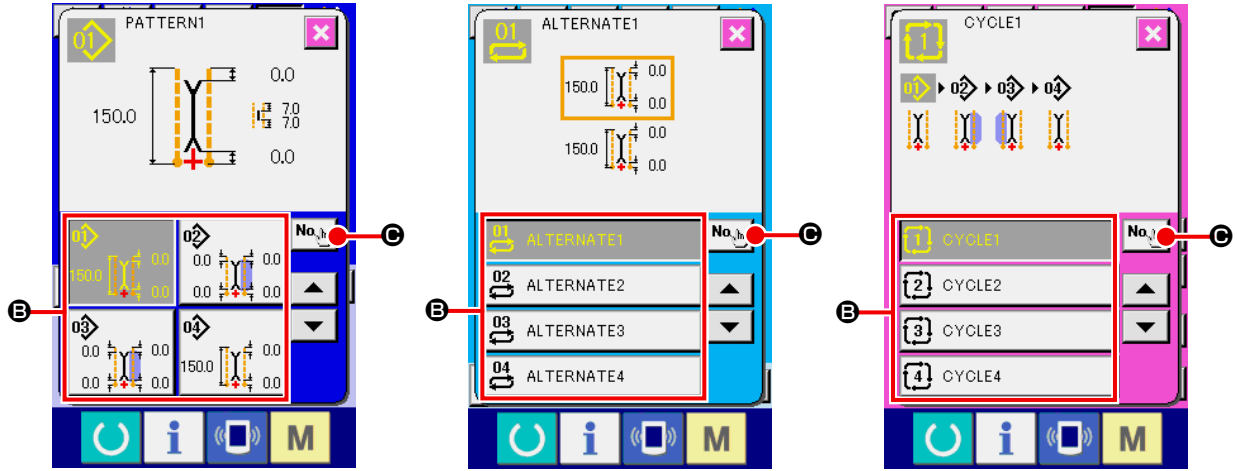 01 PATTERN1
150.0
0.0
7.0
7.0
0.0
01
150.0 0.0
0.0
02
0.0 0.0
0.0 0.0
03
0.0 0.0
0.0 0.0
04
150.0 0.0
0.0
No.
B
C
i
M
01 ALTERNATE1
150.0 0.0
0.0
150.0 0.0
0.0
01 ALTERNATE1
02 ALTERNATE2
03 ALTERNATE3
04 ALTERNATE4
No.
B
C
i
M
1 CYCLE1
01 02 03 04
1 CYCLE1
2 CYCLE2
3 CYCLE3
4 CYCLE4
No.
B
C
i
M